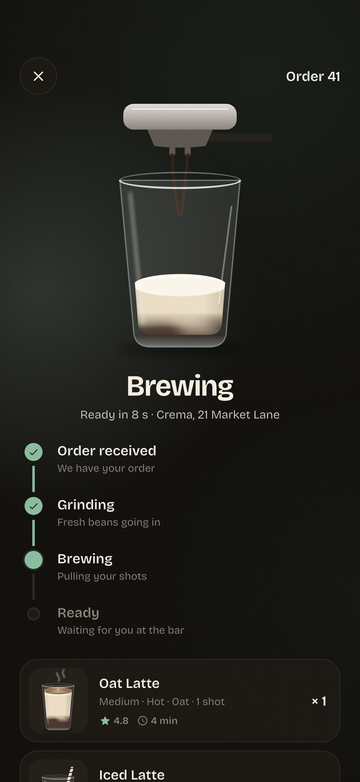 Order 41
Brewing
Ready in 8 s · Crema, 21 Market Lane
Order received
We have your order
Grinding
Fresh beans going in
Brewing
Pulling your shots
Ready
Waiting for you at the bar
Oat Latte
Medium · Hot · Oat · 1 shot
× 1
4.8 4 min
Iced Latte